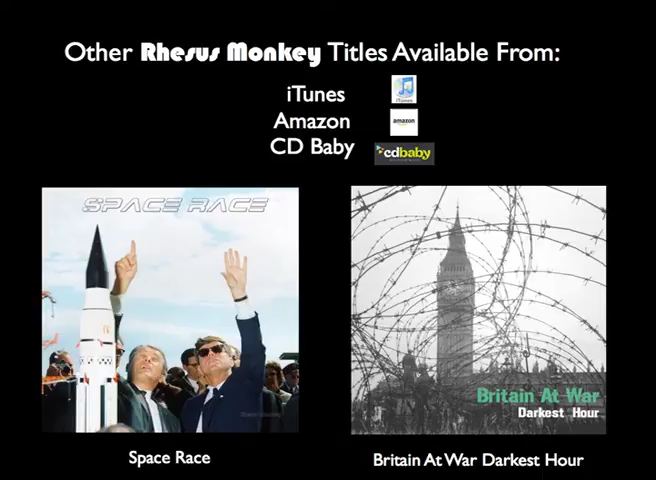 Other Rhesus Monkey Titles Available From:
iTunes
iTunes
Amazon
amazon
CD Baby
cdbaby
SPACE RACE
Britain At War
Darkest Hour
Space Race
Britain At War Darkest Hour